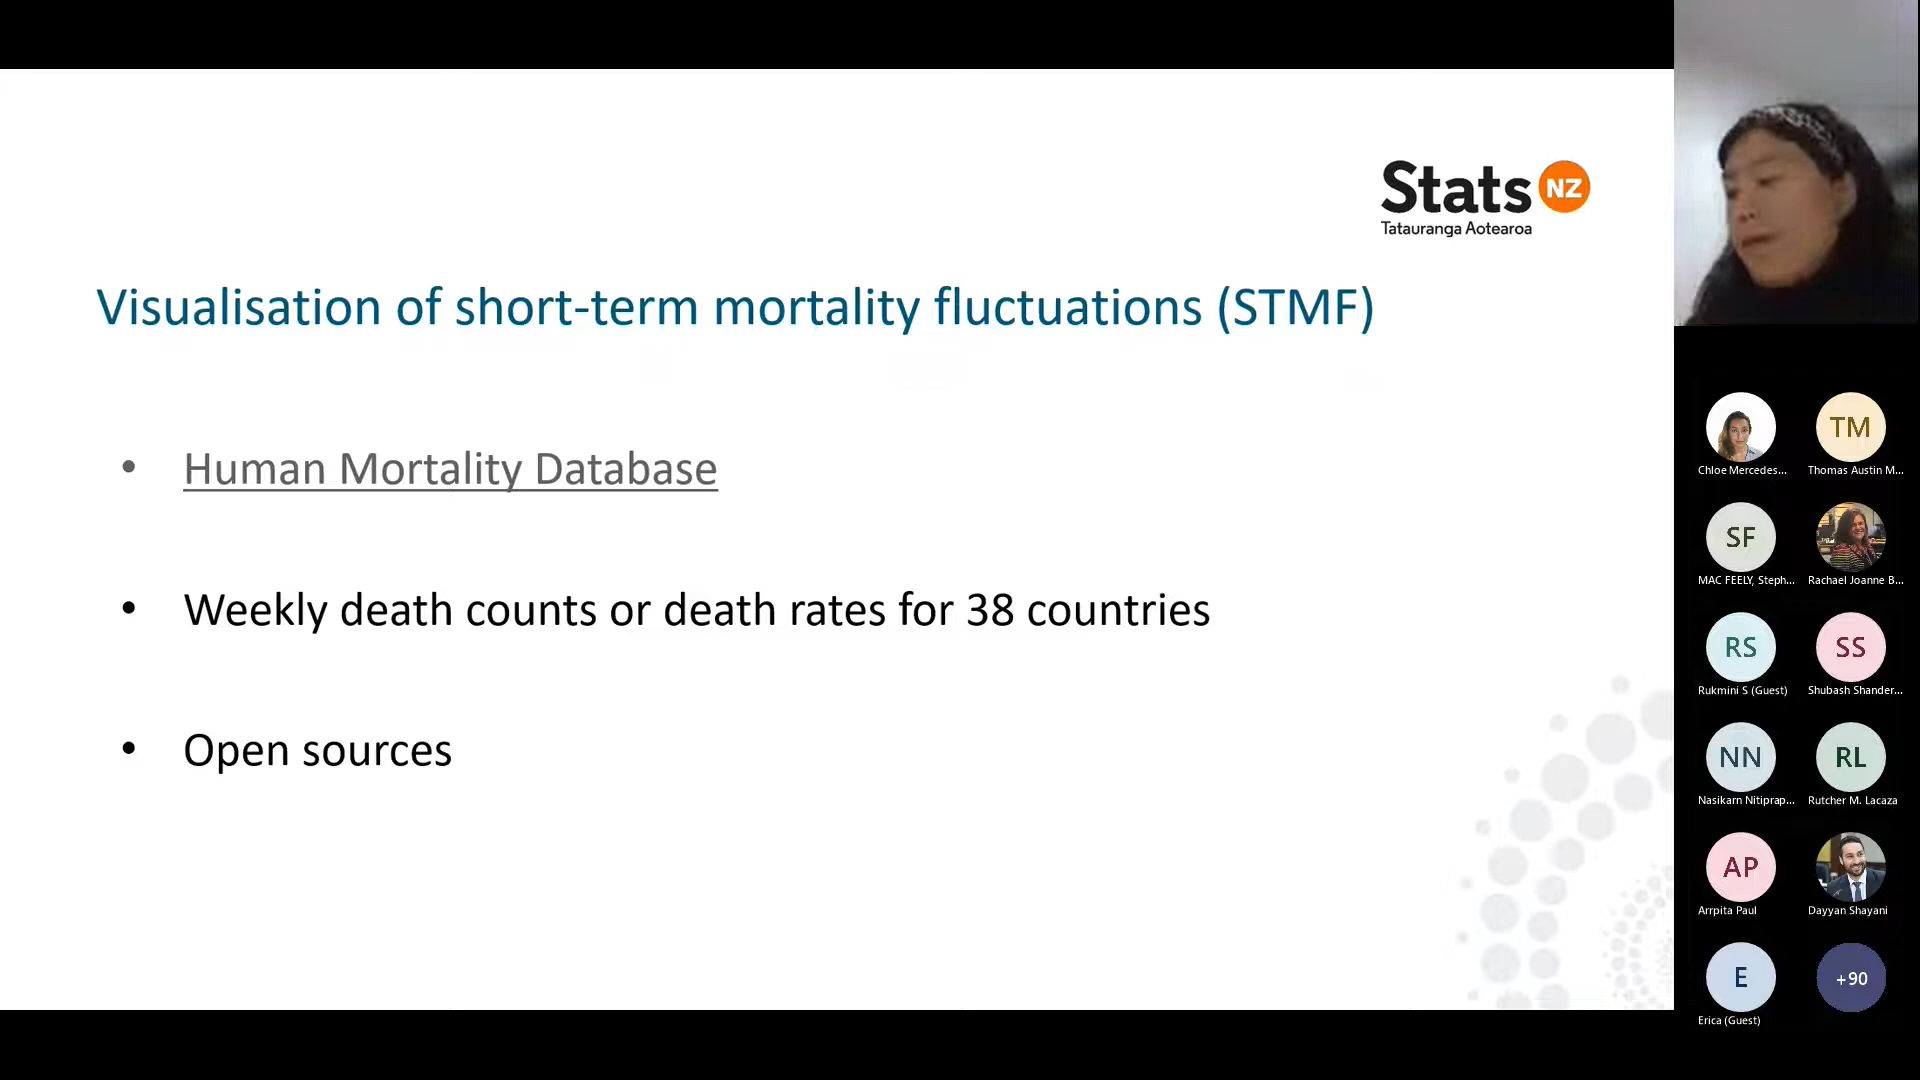 Stats NZ
Tatauranga Aotearoa
Visualisation of short-term mortality fluctuations (STMF)
• Human Mortality Database
• Weekly death counts or death rates for 38 countries
• Open sources
TM
Chloe Mercedes...
Thomas Austin M...
SF
MAC FEELY, Steph...
Rachael Joanne B...
RS
SS
Rukmini S (Guest)
Shubash Shander...
NN
RL
Nasikarn Nitiprap...
Rutcher M. Lacaza
AP
Arrpita Paul
Dayyan Shayani
E
+90
Erica (Guest)